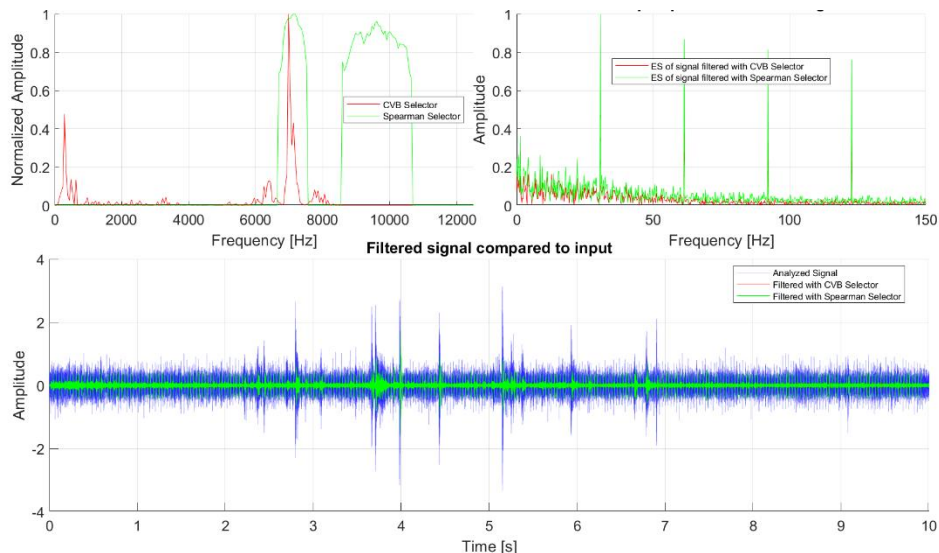 1
0.8
0.6
0.4
0.2
0
Normalized Amplitude
CVB Selector
Spearman Selector
0 2000 4000 6000 8000 10000 12000
Frequency [Hz]
1
0.8
0.6
0.4
0.2
0
Amplitude
ES of signal filtered with CVB Selector
ES of signal filtered with Spearman Selector
0 50 100 150
Frequency [Hz]
Filtered signal compared to input
4
2
0
-2
-4
Amplitude
Analyzed Signal
Filtered with CVB Selector
Filtered with Spearman Selector
0 1 2 3 4 5 6 7 8 9 10
Time [s]